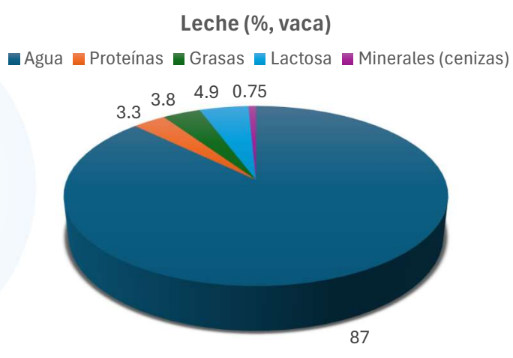 Leche (%, vaca)
Agua Proteínas Grasas Lactosa Minerales (cenizas)
3.3 3.8 4.9 0.75
87